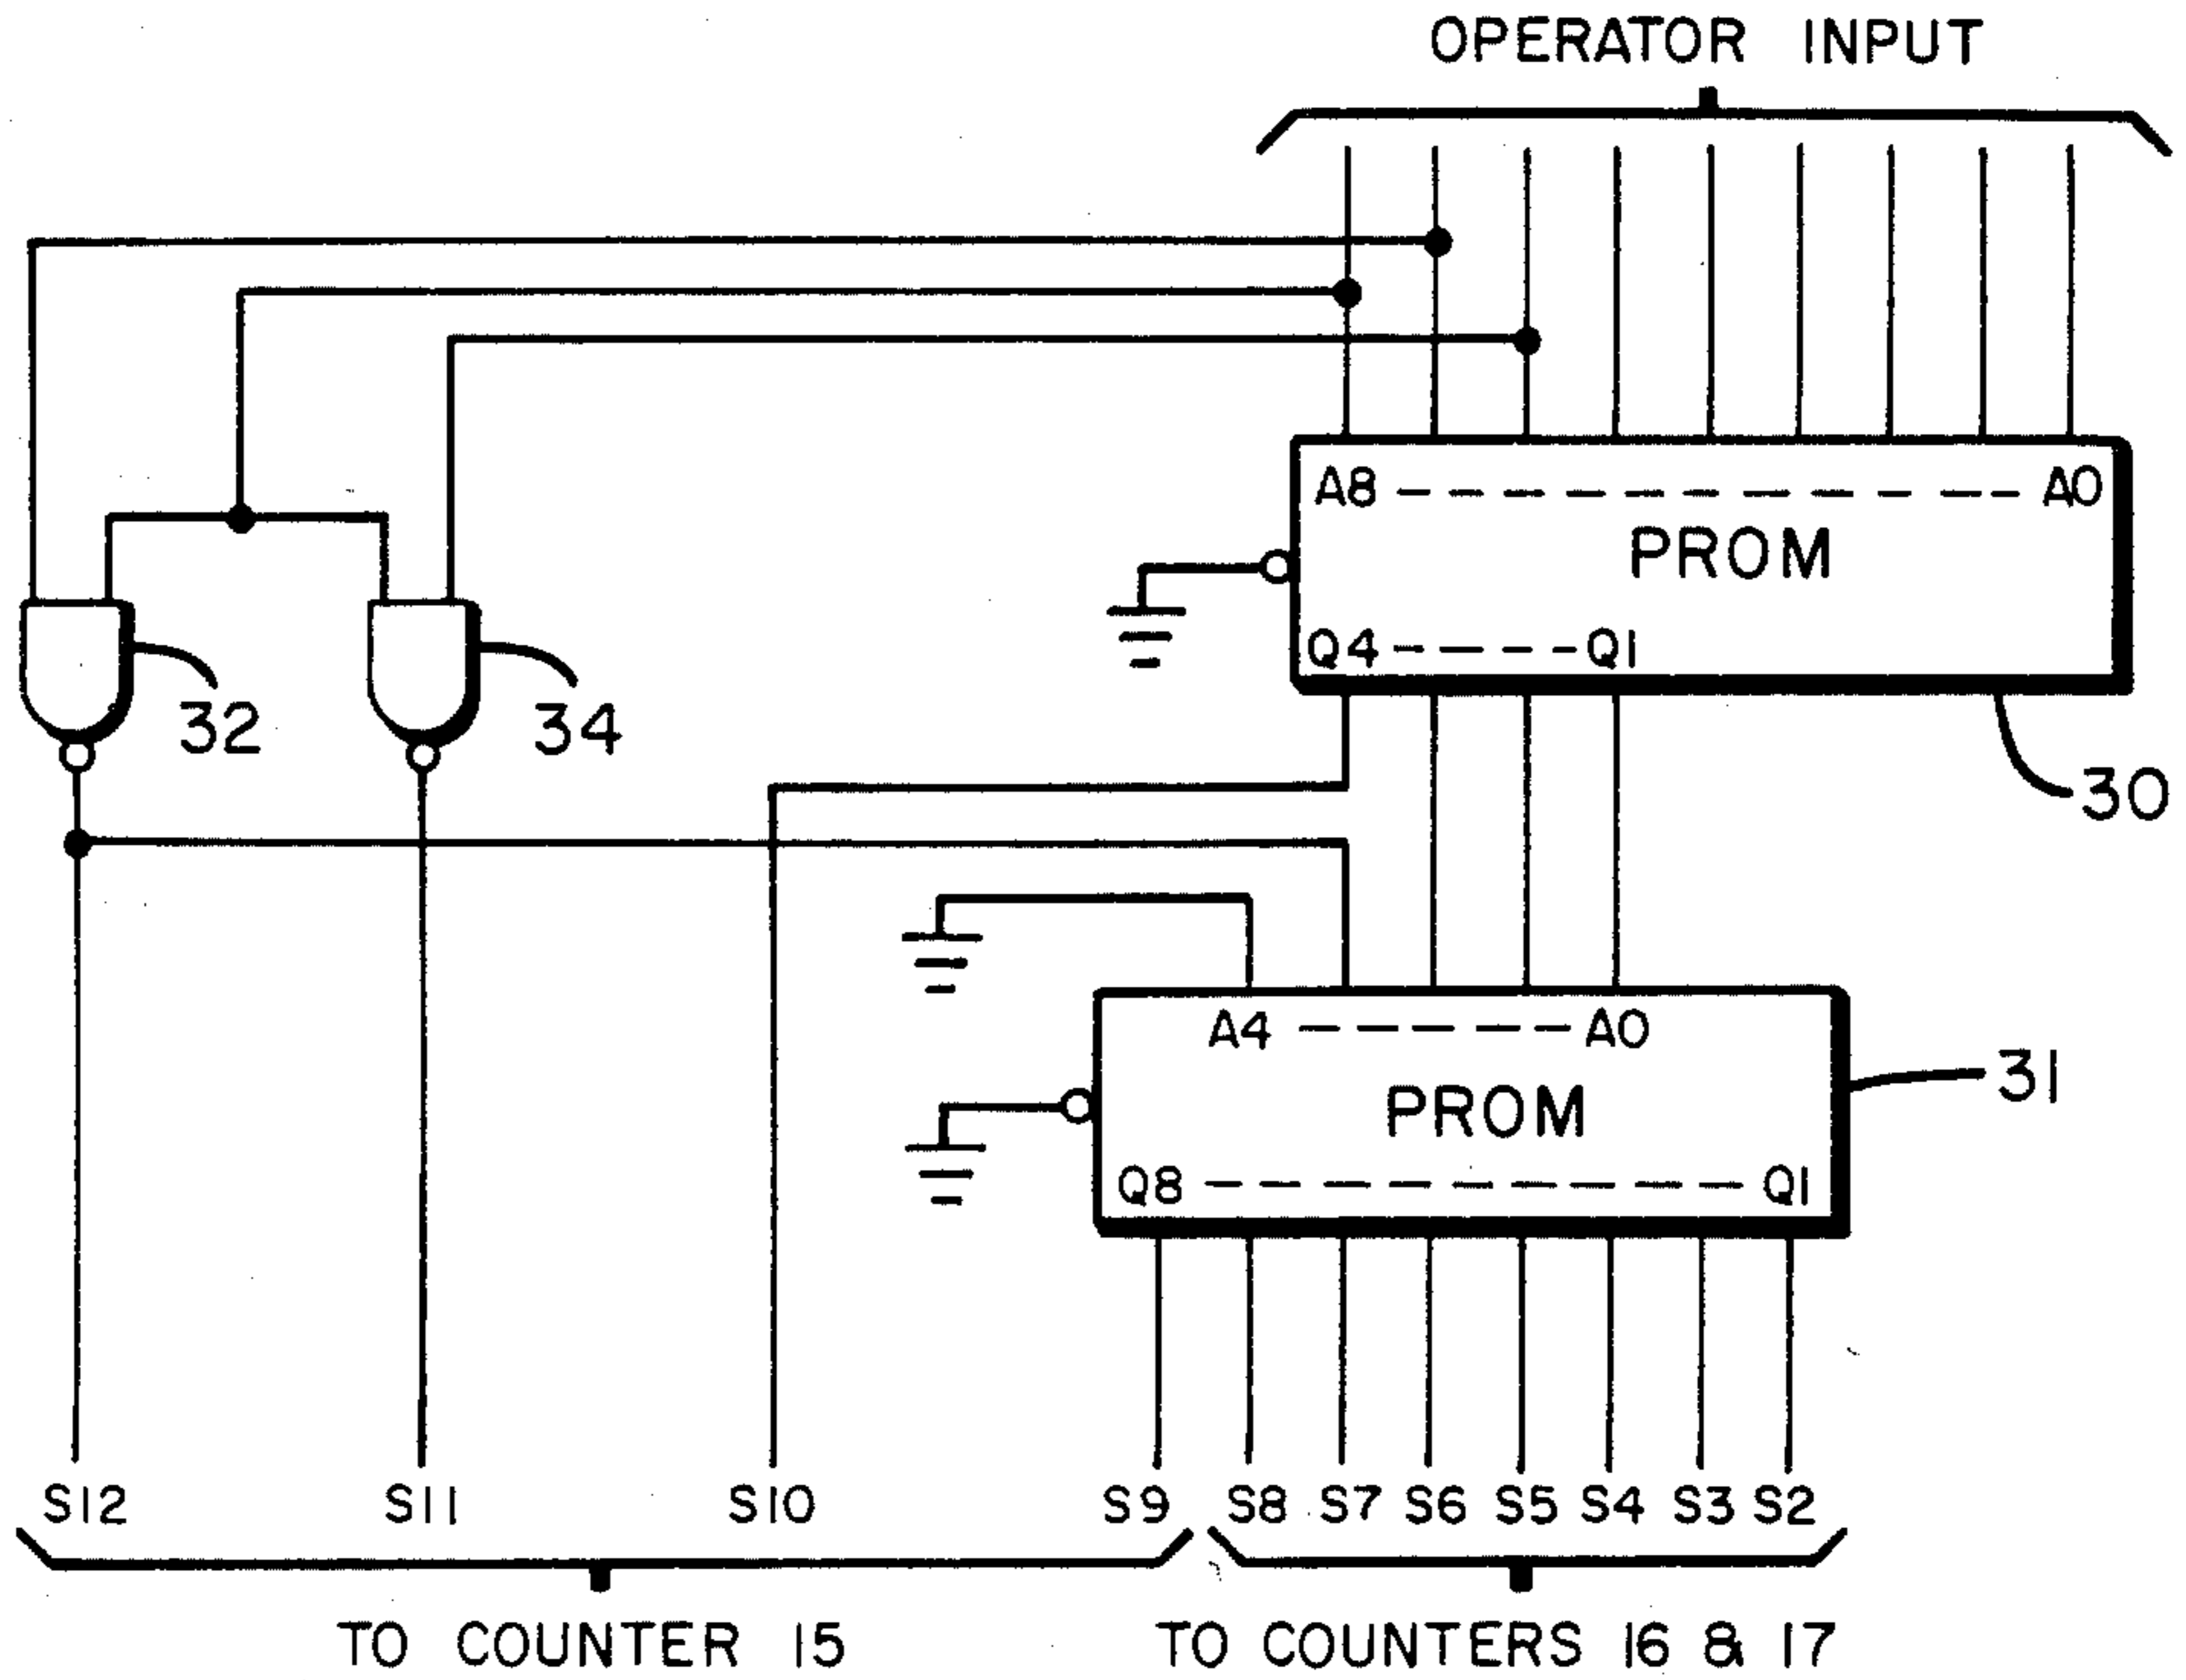 OPERATOR INPUT
A8 A0
PROM
Q4 Q1
32 34
30
A4 A0
31
PROM
Q8 Q1
S12 S11 S10 S9 S8 S7 S6 S5 S4 S3 S2
TO COUNTER 15 TO COUNTERS 16 & 17